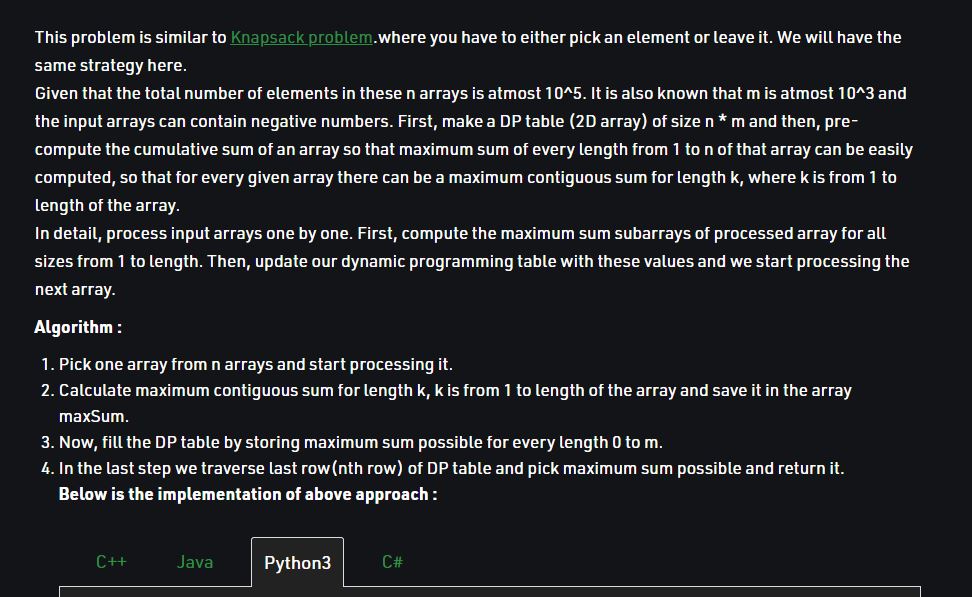 This problem is similar to Knapsack problem.where you have to either pick an element or leave it. We will have the
same strategy here.
Given that the total number of elements in these n arrays is atmost 10^5. It is also known that m is atmost 10^3 and
the input arrays can contain negative numbers. First, make a DP table (2D array) of size n * m and then, pre-
compute the cumulative sum of an array so that maximum sum of every length from 1 to n of that array can be easily
computed, so that for every given array there can be a maximum contiguous sum for length k, where k is from 1 to
length of the array.
In detail, process input arrays one by one. First, compute the maximum sum subarrays of processed array for all
sizes from 1 to length. Then, update our dynamic programming table with these values and we start processing the
next array.
Algorithm :
1. Pick one array from n arrays and start processing it.
2. Calculate maximum contiguous sum for length k, k is from 1 to length of the array and save it in the array
maxSum.
3. Now, fill the DP table by storing maximum sum possible for every length 0 to m.
4. In the last step we traverse last row(nth row) of DP table and pick maximum sum possible and return it.
Below is the implementation of above approach :
C++ Java Python3 C#